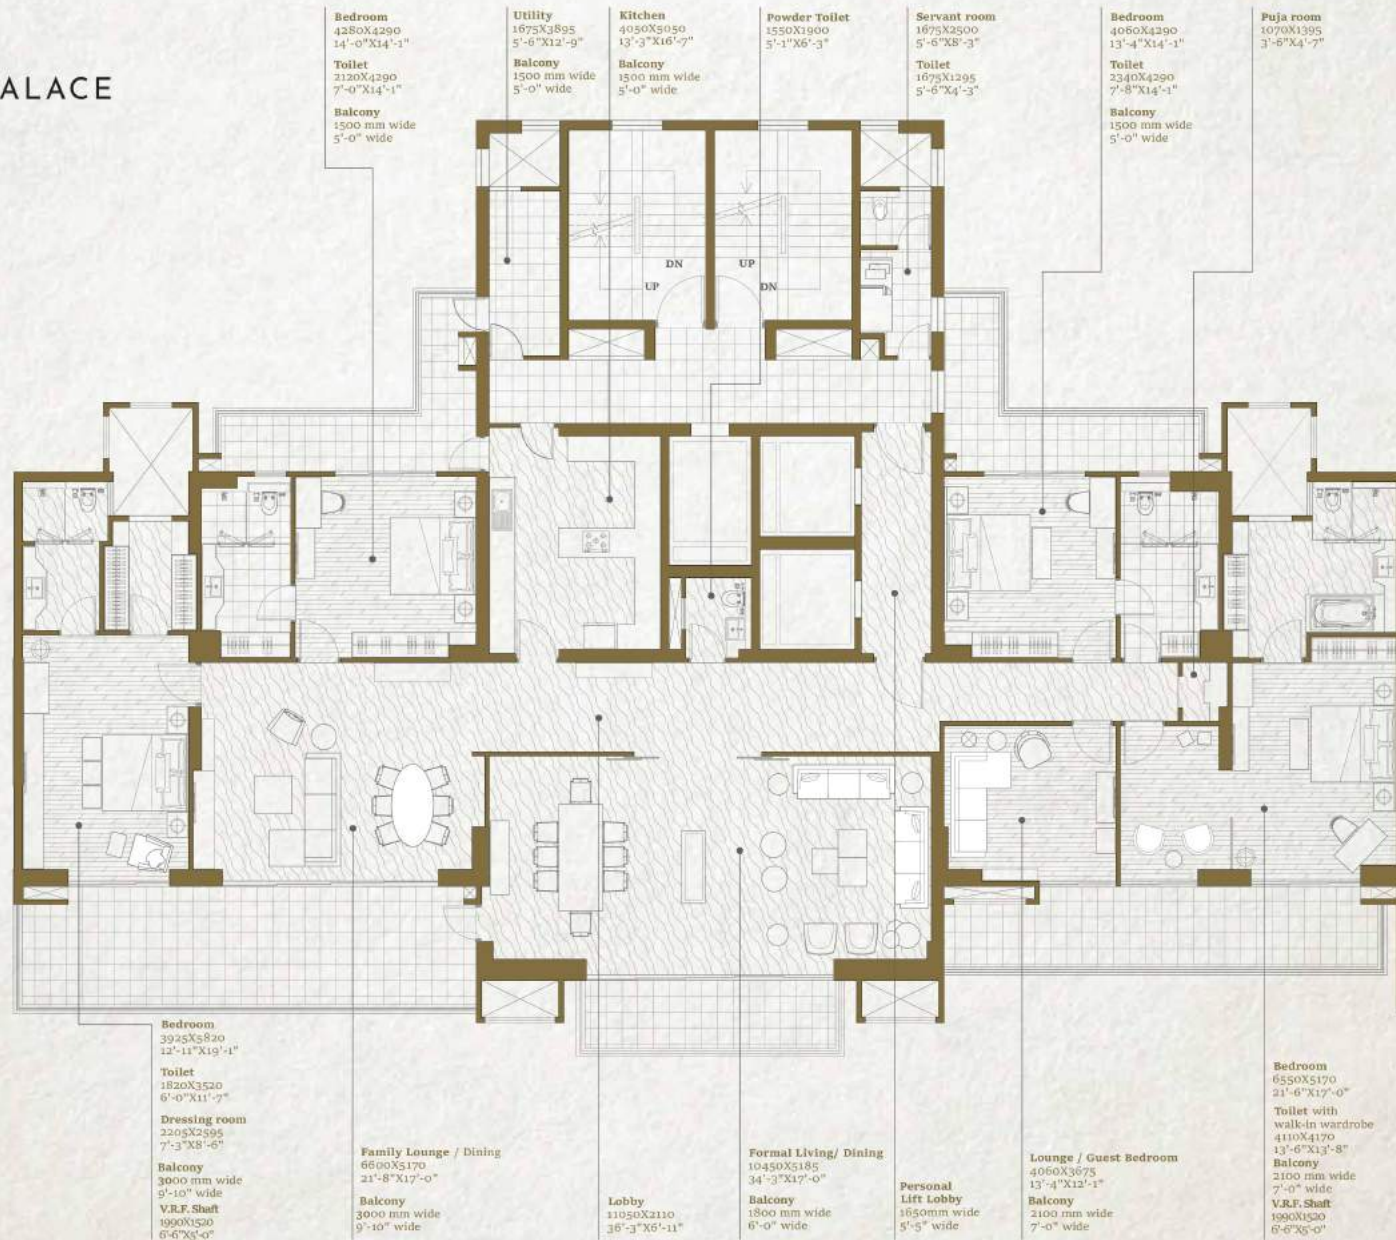 ALACE
Bedroom
4280X4290
14'-0"X14'-1"
Toilet
2120X4290
7'-0"X14'-1"
Balcony
1500 mm wide
5'-0" wide
Utility
1675X3895
5'-6"X12'-9"
Balcony
1500 mm wide
5'-0" wide
Kitchen
4050X5050
13'-3"X16'-7"
Balcony
1500 mm wide
5'-0" wide
Powder Toilet
1550X1900
5'-1"X6'-3"
Servant room
1675X2500
5'-6"X8'-3"
Toilet
1675X1295
5'-6"X4'-3"
Bedroom
4060X4290
13'-4"X14'-1"
Toilet
2340X4290
7'-8"X14'-1"
Balcony
1500 mm wide
5'-0" wide
Puja room
1070X1395
3'-6"X4'-7"
DN
UP
UP
DN
Bedroom
3925X5820
12'-11"X19'-1"
Toilet
1820X3520
6'-0"X11'-7"
Dressing room
2205X2595
7'-3"X8'-6"
Balcony
3000 mm wide
9'-10" wide
V.R.F. Shaft
1990X1520
6'-6"X5'-0"
Family Lounge / Dining
6600X5170
21'-8"X17'-0"
Balcony
3000 mm wide
9'-10" wide
Lobby
11050X2110
36'-3"X6'-11"
Formal Living/ Dining
10450X5185
34'-3"X17'-0"
Balcony
1800 mm wide
6'-0" wide
Personal
Lift Lobby
1650mm wide
5'-5" wide
Lounge / Guest Bedroom
4060X3675
13'-4"X12'-1"
Balcony
2100 mm wide
7'-0" wide
Bedroom
6550X5170
21'-6"X17'-0"
Toilet with
walk-in wardrobe
4110X4170
13'-6"X13'-8"
Balcony
2100 mm wide
7'-0" wide
V.R.F. Shaft
1990X1520
6'-6"X5'-0"